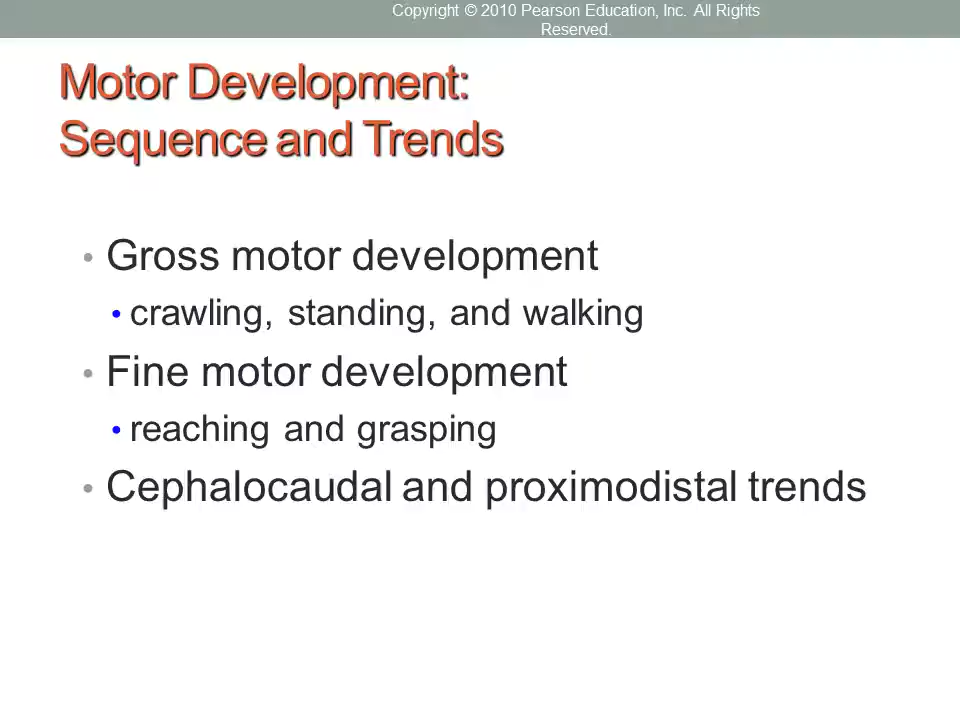 Copyright © 2010 Pearson Education, Inc. All Rights
Reserved.
Motor Development:
Sequence and Trends
• Gross motor development
• crawling, standing, and walking
• Fine motor development
• reaching and grasping
• Cephalocaudal and proximodistal trends